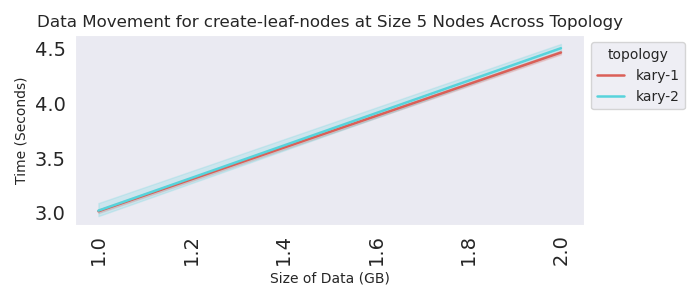 Data Movement for create-leaf-nodes at Size 5 Nodes Across Topology
4.5
4.0
3.5
3.0
Time (Seconds)
1.0
1.2
1.4
1.6
1.8
2.0
Size of Data (GB)
topology
kary-1
kary-2